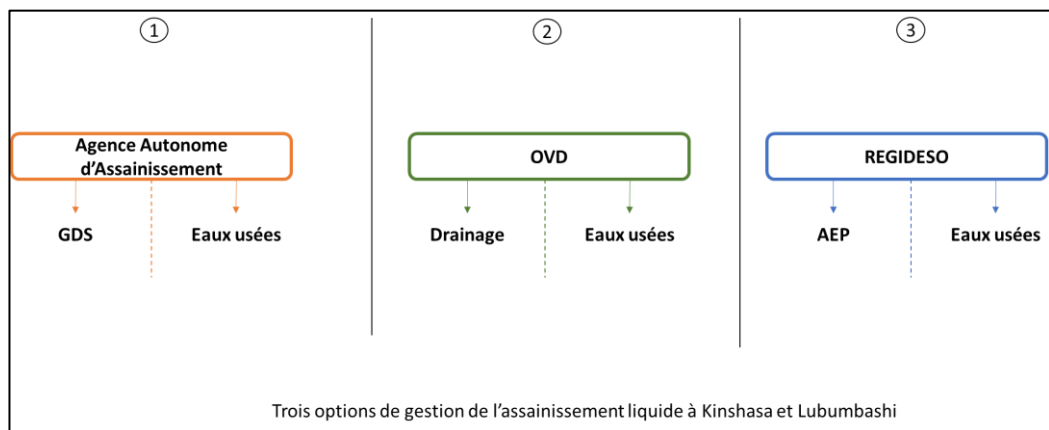 1
2
3
Agence Autonome
d’Assainissement
OVD
REGIDESO
GDS
Eaux usées
Drainage
Eaux usées
AEP
Eaux usées
Trois options de gestion de l’assainissement liquide à Kinshasa et Lubumbashi